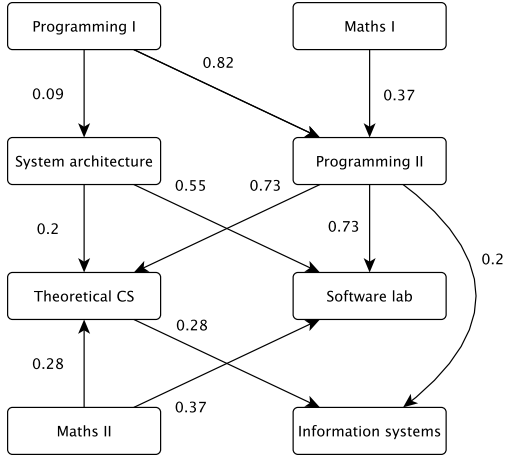 Programming I
Maths I
0.82
0.09
0.37
System architecture
Programming II
0.55
0.73
0.2
0.73
0.2
Theoretical CS
Software lab
0.28
0.28
0.37
Maths II
Information systems